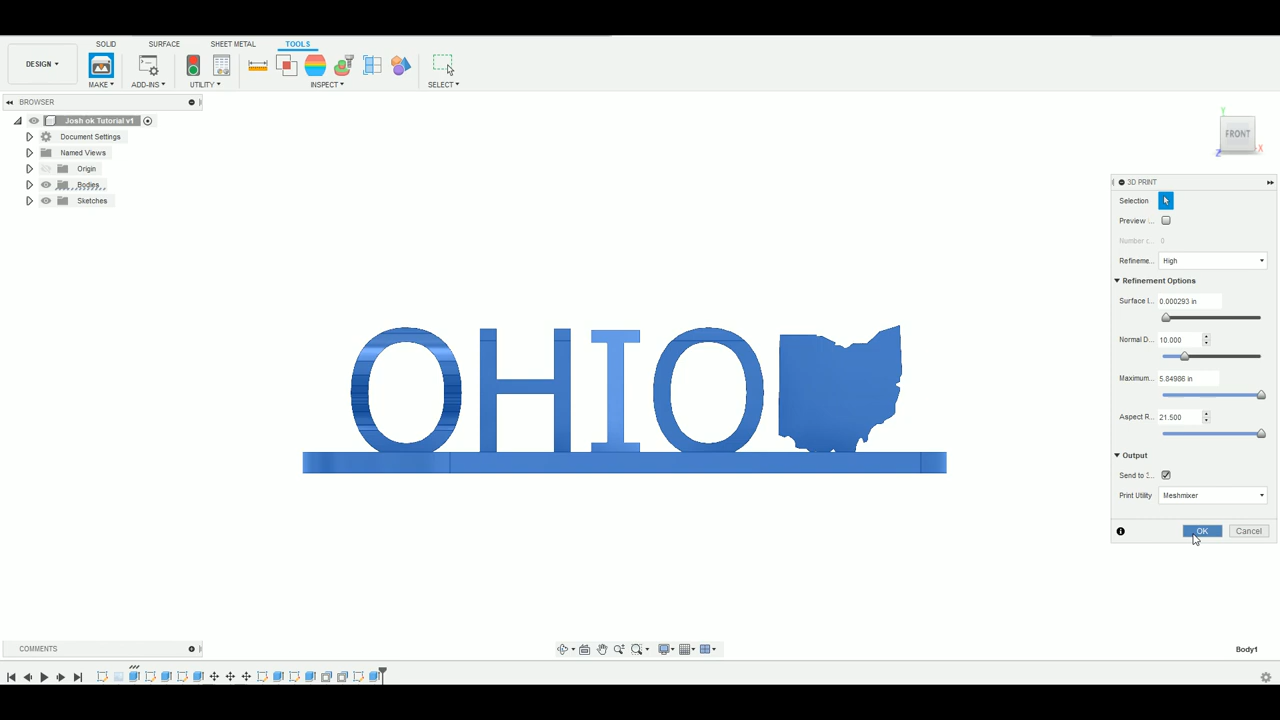 SOLID SURFACE SHEET METAL TOOLS
DESIGN
MAKE ADD-INS UTILITY INSPECT SELECT
BROWSER
Josh ok Tutorial v1
Document Settings
Named Views
Origin
Bodies
Sketches
Y
FRONT
Z X
3D PRINT
Selection
Preview ...
Number c... 0
Refineme... High
Refinement Options
Surface I... 0.000293 in
Normal D... 10.000
Maximum... 5.84986 in
Aspect R... 21.500
Output
Send to 3...
Print Utility Meshmixer
OK Cancel
OHIO
COMMENTS
Body1